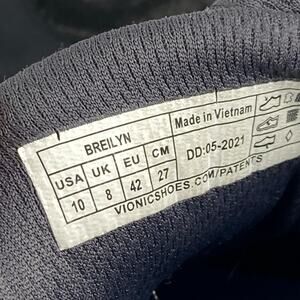 BREILYN
USA UK EU CM
10 8 42 27
Made in Vietnam
DD:05-2021
VIONICSHOES.COM/PATENTS